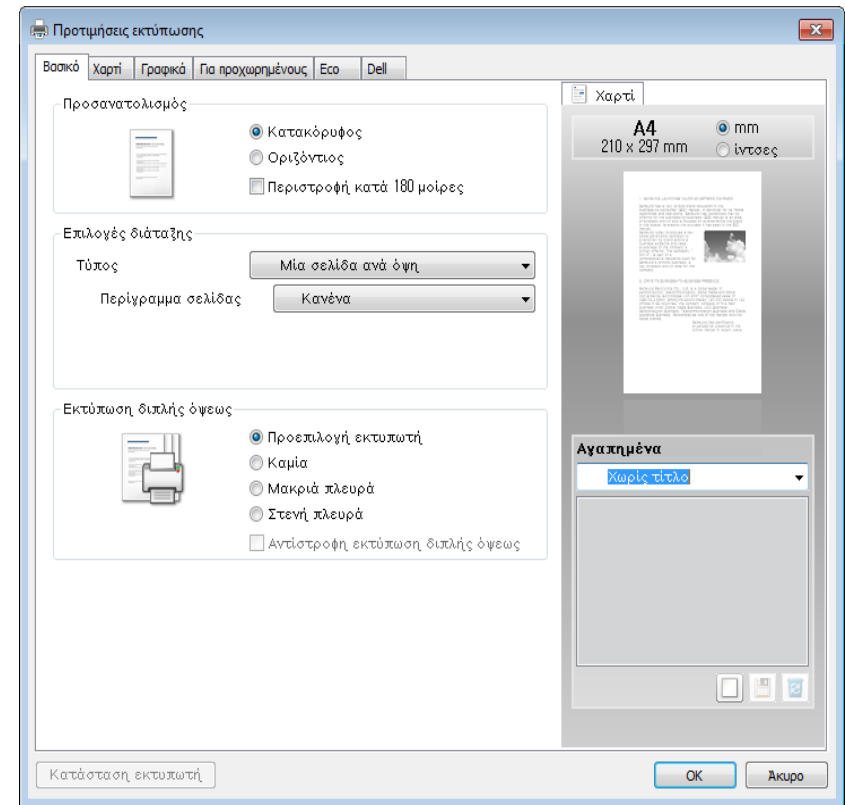 Προτιμήσεις εκτύπωσης
Βασικό Χαρτί Γραφικά Για προχωρημένους Eco Dell
Προσανατολισμός
Κατακόρυφος
Οριζόντιος
Περιστροφή κατά 180 μοίρες
Επιλογές διάταξης
Τύπος Μία σελίδα ανά όψη
Περίγραμμα σελίδας Κανένα
Εκτύπωση διπλής όψεως
Προεπιλογή εκτυπωτή
Καμία
Μακριά πλευρά
Στενή πλευρά
Αντίστροφη εκτύπωση διπλής όψεως
Χαρτί
A4
210 x 297 mm
mm
ίντσες
Αγαπημένα
Χωρίς τίτλο
Κατάσταση εκτυπωτή
OK Άκυρο